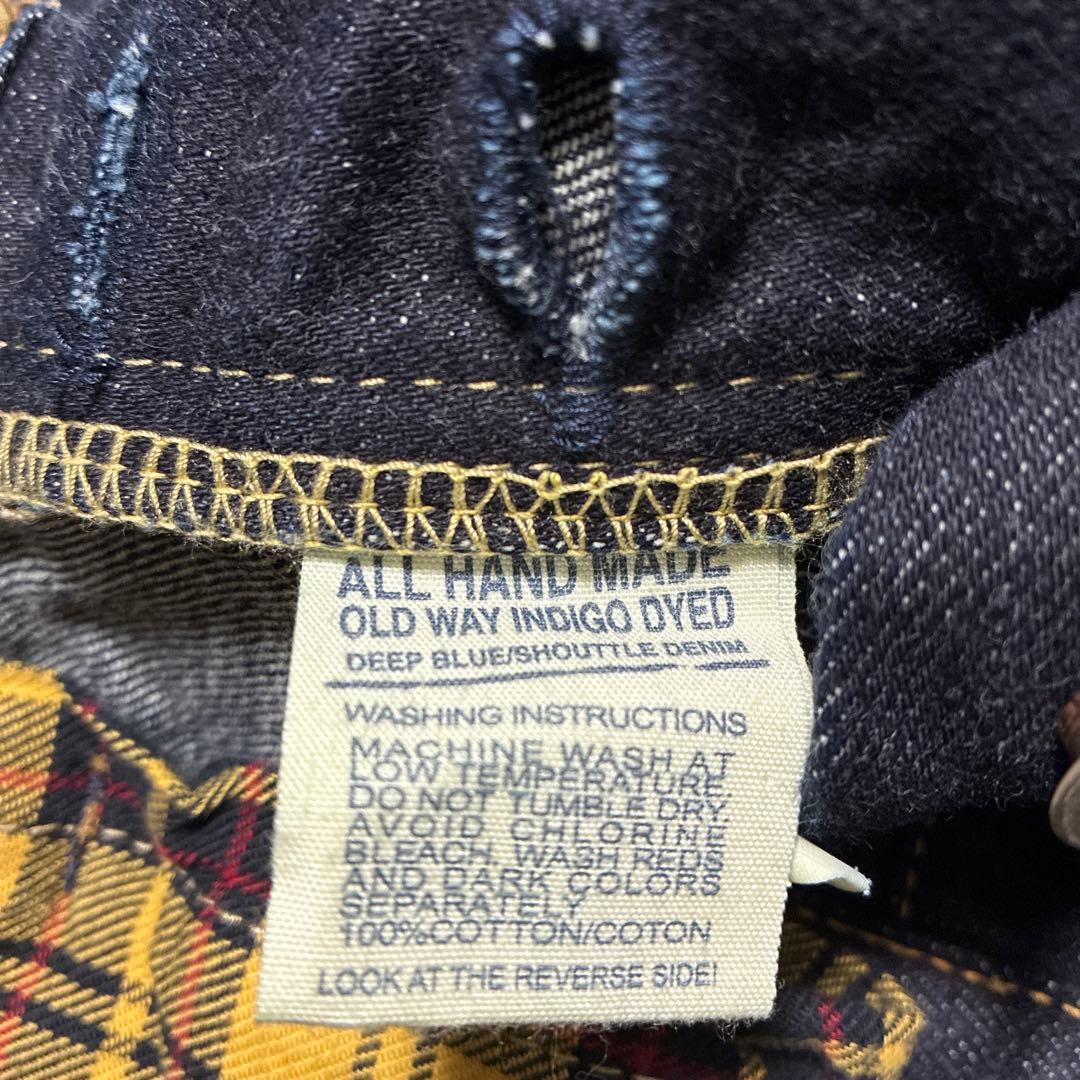 ALL HAND MADE
OLD WAY INDIGO DYED
DEEP BLUE/SHOUTTLE DENIM
WASHING INSTRUCTIONS
MACHINE WASH AT
LOW TEMPERATURE.
DO NOT TUMBLE DRY.
AVOID CHLORINE
BLEACH. WASH REDS
AND DARK COLORS
SEPARATELY
100%COTTON/COTON
LOOK AT THE REVERSE SIDE!